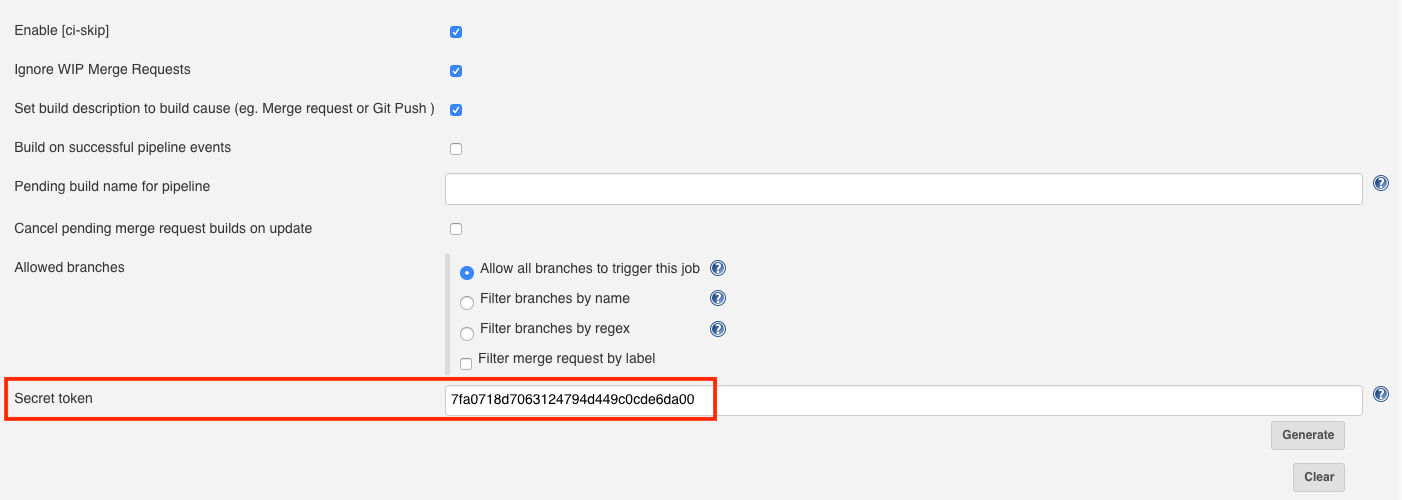 Enable [ci-skip]
Ignore WIP Merge Requests
Set build description to build cause (eg. Merge request or Git Push )
Build on successful pipeline events
Pending build name for pipeline
?
Cancel pending merge request builds on update
Allowed branches
Allow all branches to trigger this job ?
Filter branches by name ?
Filter branches by regex ?
Filter merge request by label
Secret token 7fa0718d7063124794d449c0cde6da00 ?
Generate
Clear